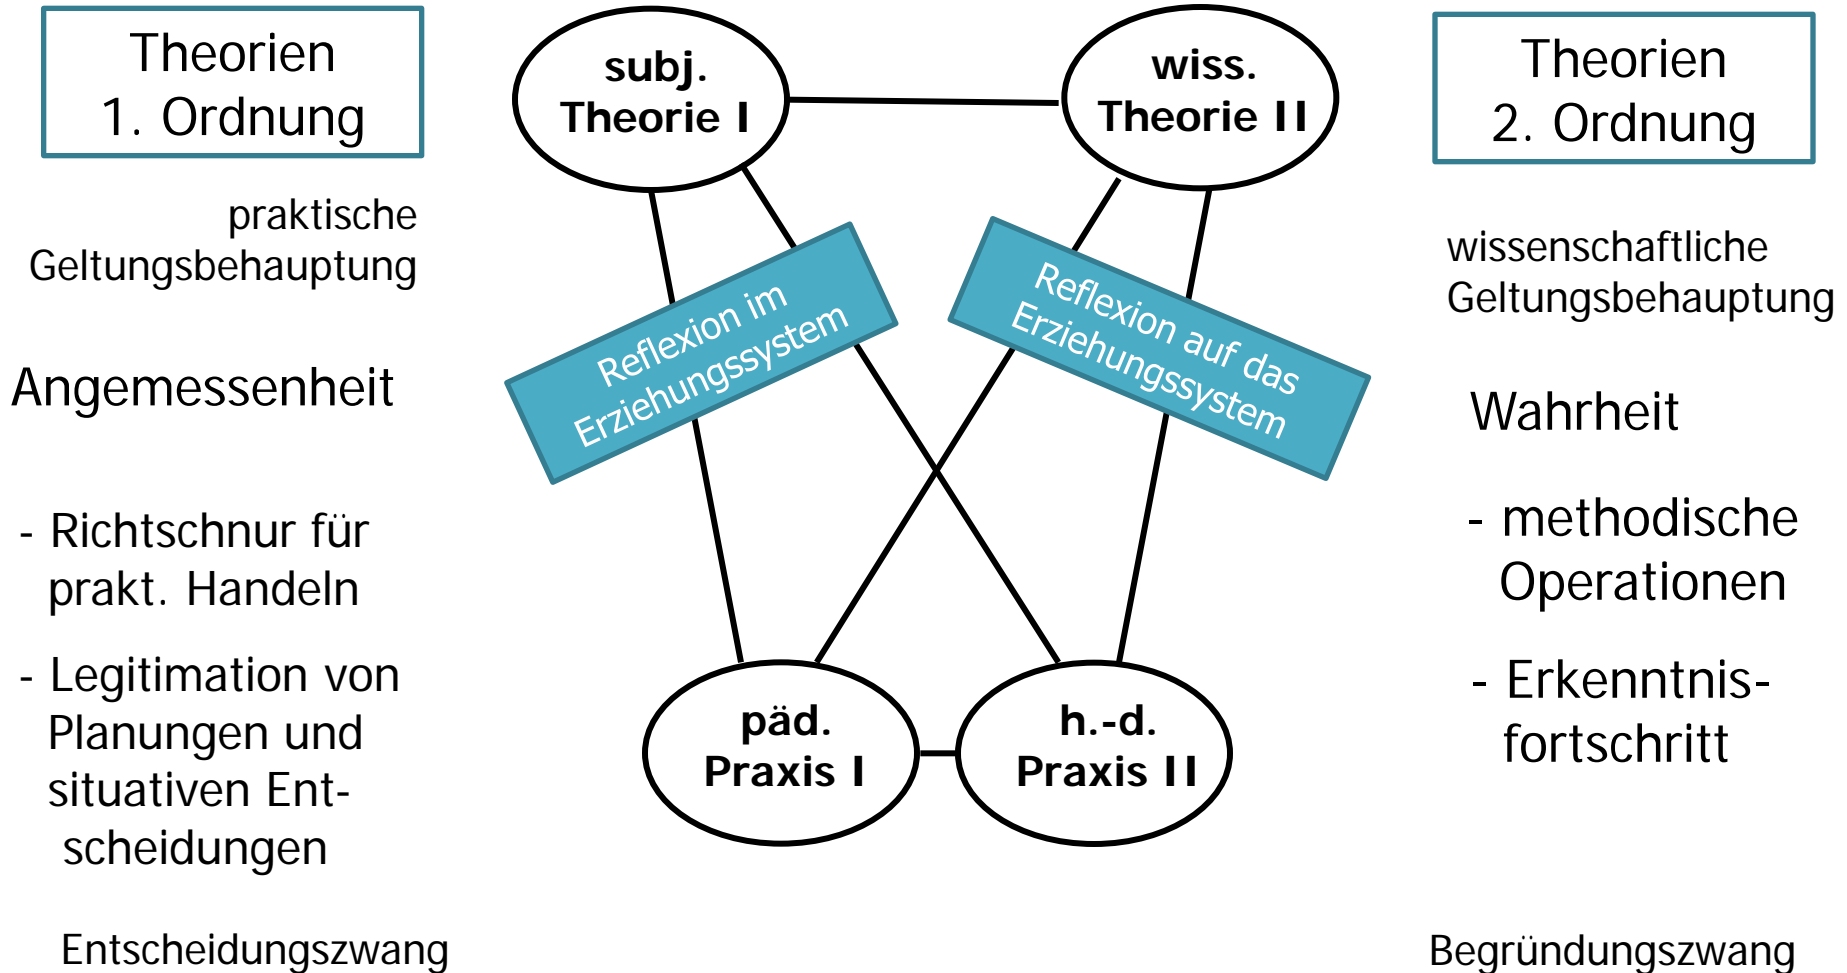 Theorien
1. Ordnung
praktische
Geltungsbehauptung
Angemessenheit
- Richtschnur für
prakt. Handeln
- Legitimation von
Planungen und
situativen Ent-
scheidungen
Entscheidungszwang
subj.
Theorie I
wiss.
Theorie II
Reflexion im
Erziehungssystem
Reflexion auf das
Erziehungssystem
päd.
Praxis I
h.-d.
Praxis II
Theorien
2. Ordnung
wissenschaftliche
Geltungsbehauptung
Wahrheit
- methodische
Operationen
- Erkenntnis-
fortschritt
Begründungszwang